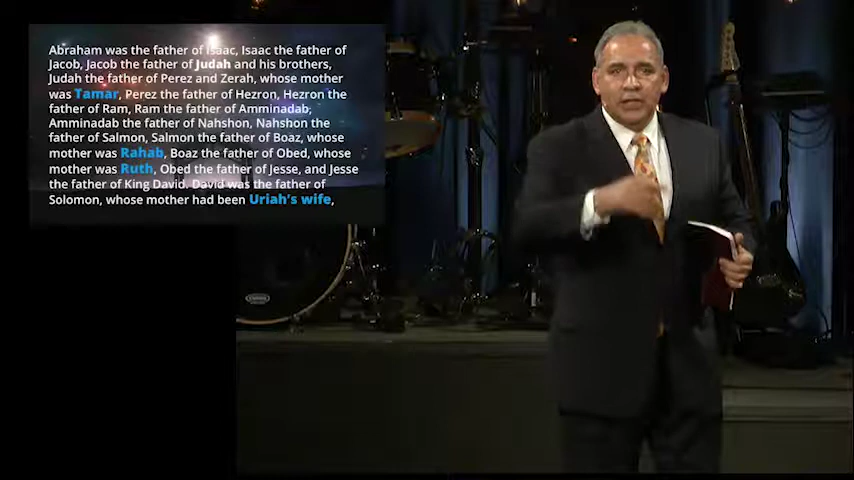 Abraham was the father of Isaac, Isaac the father of
Jacob, Jacob the father of Judah and his brothers,
Judah the father of Perez and Zerah, whose mother
was Tamar, Perez the father of Hezron, Hezron the
father of Ram, Ram the father of Amminadab,
Amminadab the father of Nahshon, Nahshon the
father of Salmon, Salmon the father of Boaz, whose
mother was Rahab, Boaz the father of Obed, whose
mother was Ruth, Obed the father of Jesse, and Jesse
the father of King David. David was the father of
Solomon, whose mother had been Uriah's wife,